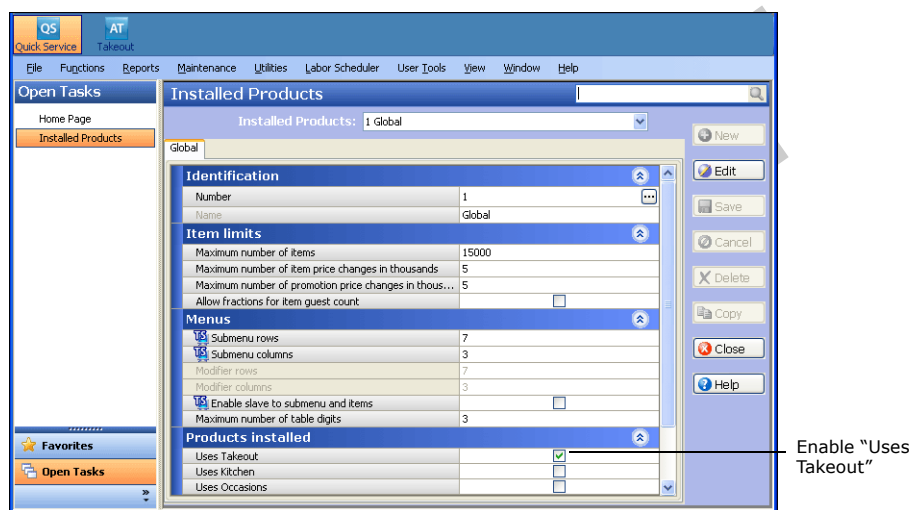 QS AT
Quick Service Takeout
File Functions Reports Maintenance Utilities Labor Scheduler User Tools View Window Help
Open Tasks
Home Page
Installed Products
Favorites
Open Tasks
Installed Products
Installed Products: 1 Global
Global
Identification
Number 1
Name Global
Item limits
Maximum number of items 15000
Maximum number of item price changes in thousands 5
Maximum number of promotion price changes in thous... 5
Allow fractions for item guest count
Menus
Submenu rows 7
Submenu columns 3
Modifier rows 7
Modifier columns 3
Enable slave to submenu and items
Maximum number of table digits 3
Products installed
Uses Takeout
Uses Kitchen
Uses Occasions
New
Edit
Save
Cancel
Delete
Copy
Close
Help
Enable “Uses
Takeout”